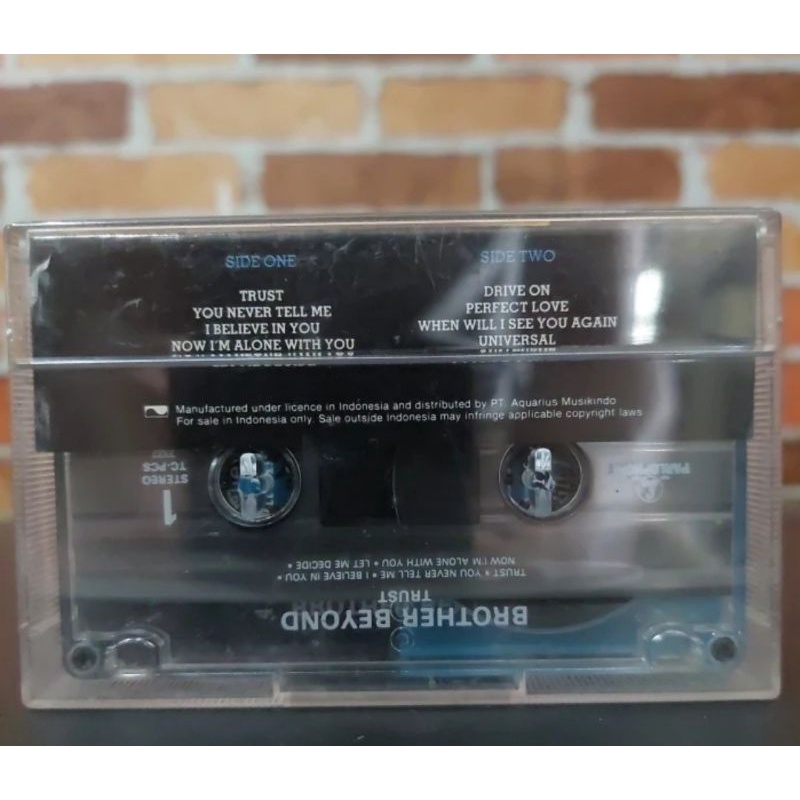 SIDE ONE
TRUST
YOU NEVER TELL ME
I BELIEVE IN YOU
NOW I'M ALONE WITH YOU
SIDE TWO
DRIVE ON
PERFECT LOVE
WHEN WILL I SEE YOU AGAIN
UNIVERSAL
Manufactured under licence in Indonesia and distributed by PT. Aquarius Musikindo
For sale in Indonesia only. Sale outside Indonesia may infringe applicable copyright laws
BROTHER BEYOND
TRUST
TRUST • YOU NEVER TELL ME • I BELIEVE IN YOU •
NOW I'M ALONE WITH YOU • LET ME DECIDE •
1
STEREO
TC-PCS